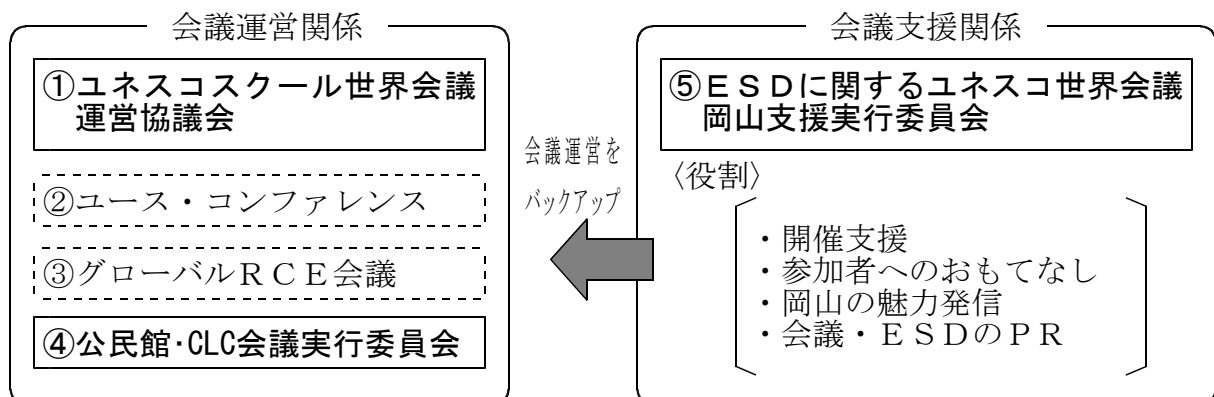 会議運営関係
①ユネスコスクール世界会議
運営協議会
②ユース・コンファレンス
③グローバルRCE会議
④公民館・CLC会議実行委員会
会議運営を
バックアップ
会議支援関係
⑤ESDに関するユネスコ世界会議
岡山支援実行委員会
〈役割〉
・開催支援
・参加者へのおもてなし
・岡山の魅力発信
・会議・ESDのPR